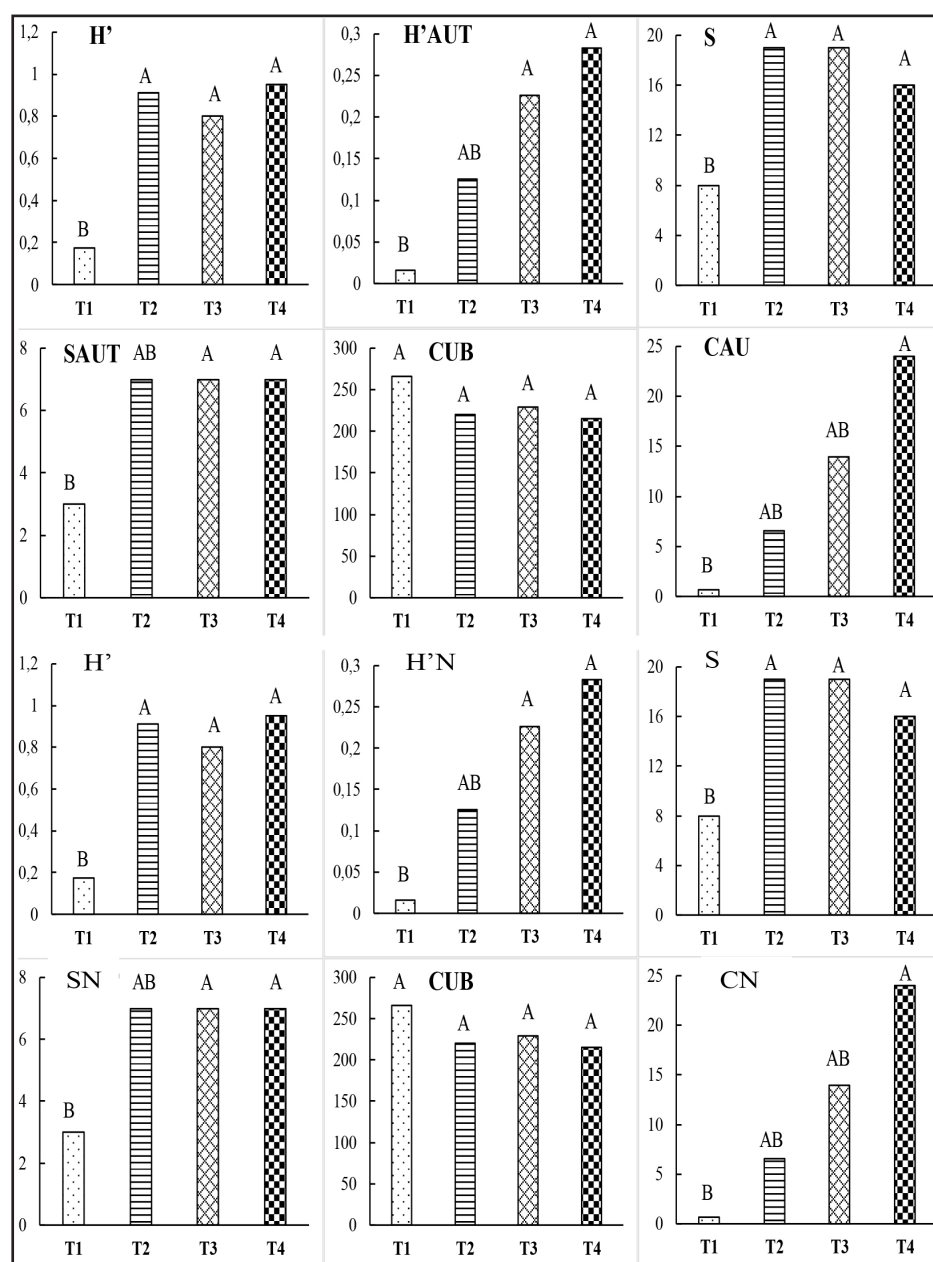 H'
1,2
1
0,8
0,6
0,4
0,2
0
B A A A
T1 T2 T3 T4
H'AUT
0,3
0,25
0,2
0,15
0,1
0,05
0
B AB A A
T1 T2 T3 T4
S
20
16
12
8
4
0
B A A A
T1 T2 T3 T4
SAUT
8
6
4
2
0
B AB A A
T1 T2 T3 T4
CUB
300
250
200
150
100
50
0
A A A A
T1 T2 T3 T4
CAU
25
20
15
10
5
0
B AB AB A
T1 T2 T3 T4
H'
1,2
1
0,8
0,6
0,4
0,2
0
B A A A
T1 T2 T3 T4
H'N
0,3
0,25
0,2
0,15
0,1
0,05
0
B AB A A
T1 T2 T3 T4
S
20
16
12
8
4
0
B A A A
T1 T2 T3 T4
SN
8
6
4
2
0
B AB A A
T1 T2 T3 T4
CUB
300
250
200
150
100
50
0
A A A A
T1 T2 T3 T4
CN
25
20
15
10
5
0
B AB AB A
T1 T2 T3 T4